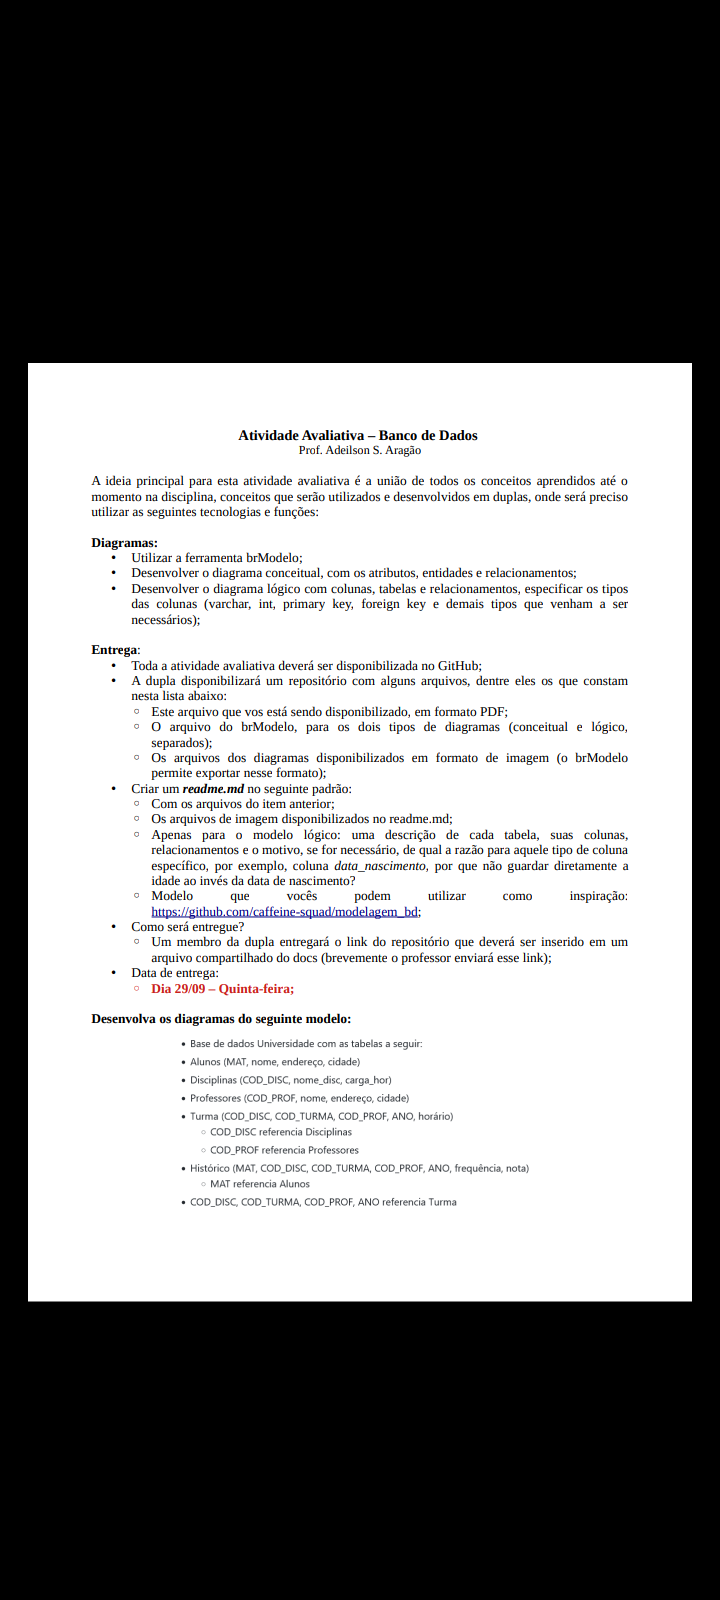 Atividade Avaliativa – Banco de Dados
Prof. Adeilson S. Aragão
A ideia principal para esta atividade avaliativa é a união de todos os conceitos aprendidos até o
momento na disciplina, conceitos que serão utilizados e desenvolvidos em duplas, onde será preciso
utilizar as seguintes tecnologias e funções:
Diagramas:
• Utilizar a ferramenta brModelo;
• Desenvolver o diagrama conceitual, com os atributos, entidades e relacionamentos;
• Desenvolver o diagrama lógico com colunas, tabelas e relacionamentos, especificar os tipos
das colunas (varchar, int, primary key, foreign key e demais tipos que venham a ser
necessários);
Entrega:
• Toda a atividade avaliativa deverá ser disponibilizada no GitHub;
• A dupla disponibilizará um repositório com alguns arquivos, dentre eles os que constam
nesta lista abaixo:
◦ Este arquivo que vos está sendo disponibilizado, em formato PDF;
◦ O arquivo do brModelo, para os dois tipos de diagramas (conceitual e lógico,
separados);
◦ Os arquivos dos diagramas disponibilizados em formato de imagem (o brModelo
permite exportar nesse formato);
• Criar um readme.md no seguinte padrão:
◦ Com os arquivos do item anterior;
◦ Os arquivos de imagem disponibilizados no readme.md;
◦ Apenas para o modelo lógico: uma descrição de cada tabela, suas colunas,
relacionamentos e o motivo, se for necessário, de qual a razão para aquele tipo de coluna
específico, por exemplo, coluna data_nascimento, por que não guardar diretamente a
idade ao invés da data de nascimento?
◦ Modelo que vocês podem utilizar como inspiração:
https://github.com/caffeine-squad/modelagem_bd;
• Como será entregue?
◦ Um membro da dupla entregará o link do repositório que deverá ser inserido em um
arquivo compartilhado do docs (brevemente o professor enviará esse link);
• Data de entrega:
◦ Dia 29/09 – Quinta-feira;
Desenvolva os diagramas do seguinte modelo:
• Base de dados Universidade com as tabelas a seguir:
• Alunos (MAT, nome, endereço, cidade)
• Disciplinas (COD_DISC, nome_disc, carga_hor)
• Professores (COD_PROF, nome, endereço, cidade)
• Turma (COD_DISC, COD_TURMA, COD_PROF, ANO, horário)
◦ COD_DISC referencia Disciplinas
◦ COD_PROF referencia Professores
• Histórico (MAT, COD_DISC, COD_TURMA, COD_PROF, ANO, frequência, nota)
◦ MAT referencia Alunos
• COD_DISC, COD_TURMA, COD_PROF, ANO referencia Turma